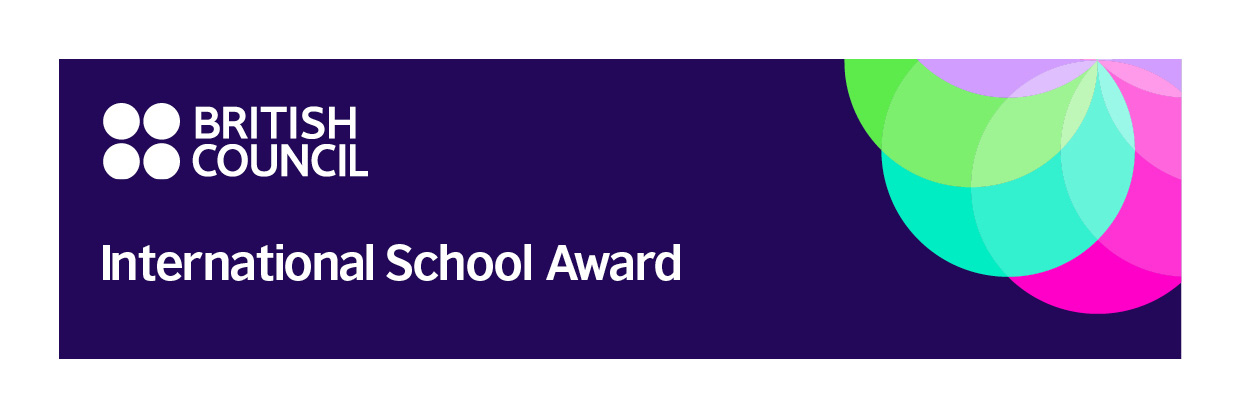 BRITISH
COUNCIL
International School Award